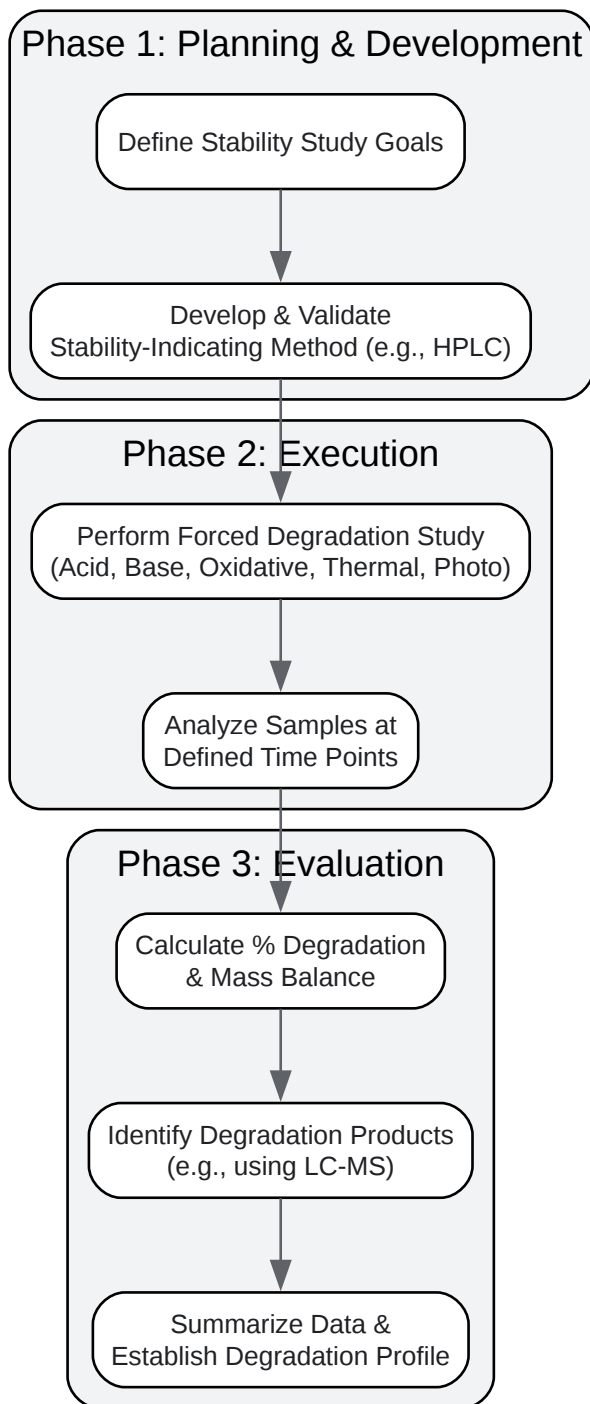 Phase 1: Planning & Development
Define Stability Study Goals
Develop & Validate
Stability-Indicating Method (e.g., HPLC)
Phase 2: Execution
Perform Forced Degradation Study
(Acid, Base, Oxidative, Thermal, Photo)
Analyze Samples at
Defined Time Points
Phase 3: Evaluation
Calculate % Degradation
& Mass Balance
Identify Degradation Products
(e.g., using LC-MS)
Summarize Data &
Establish Degradation Profile